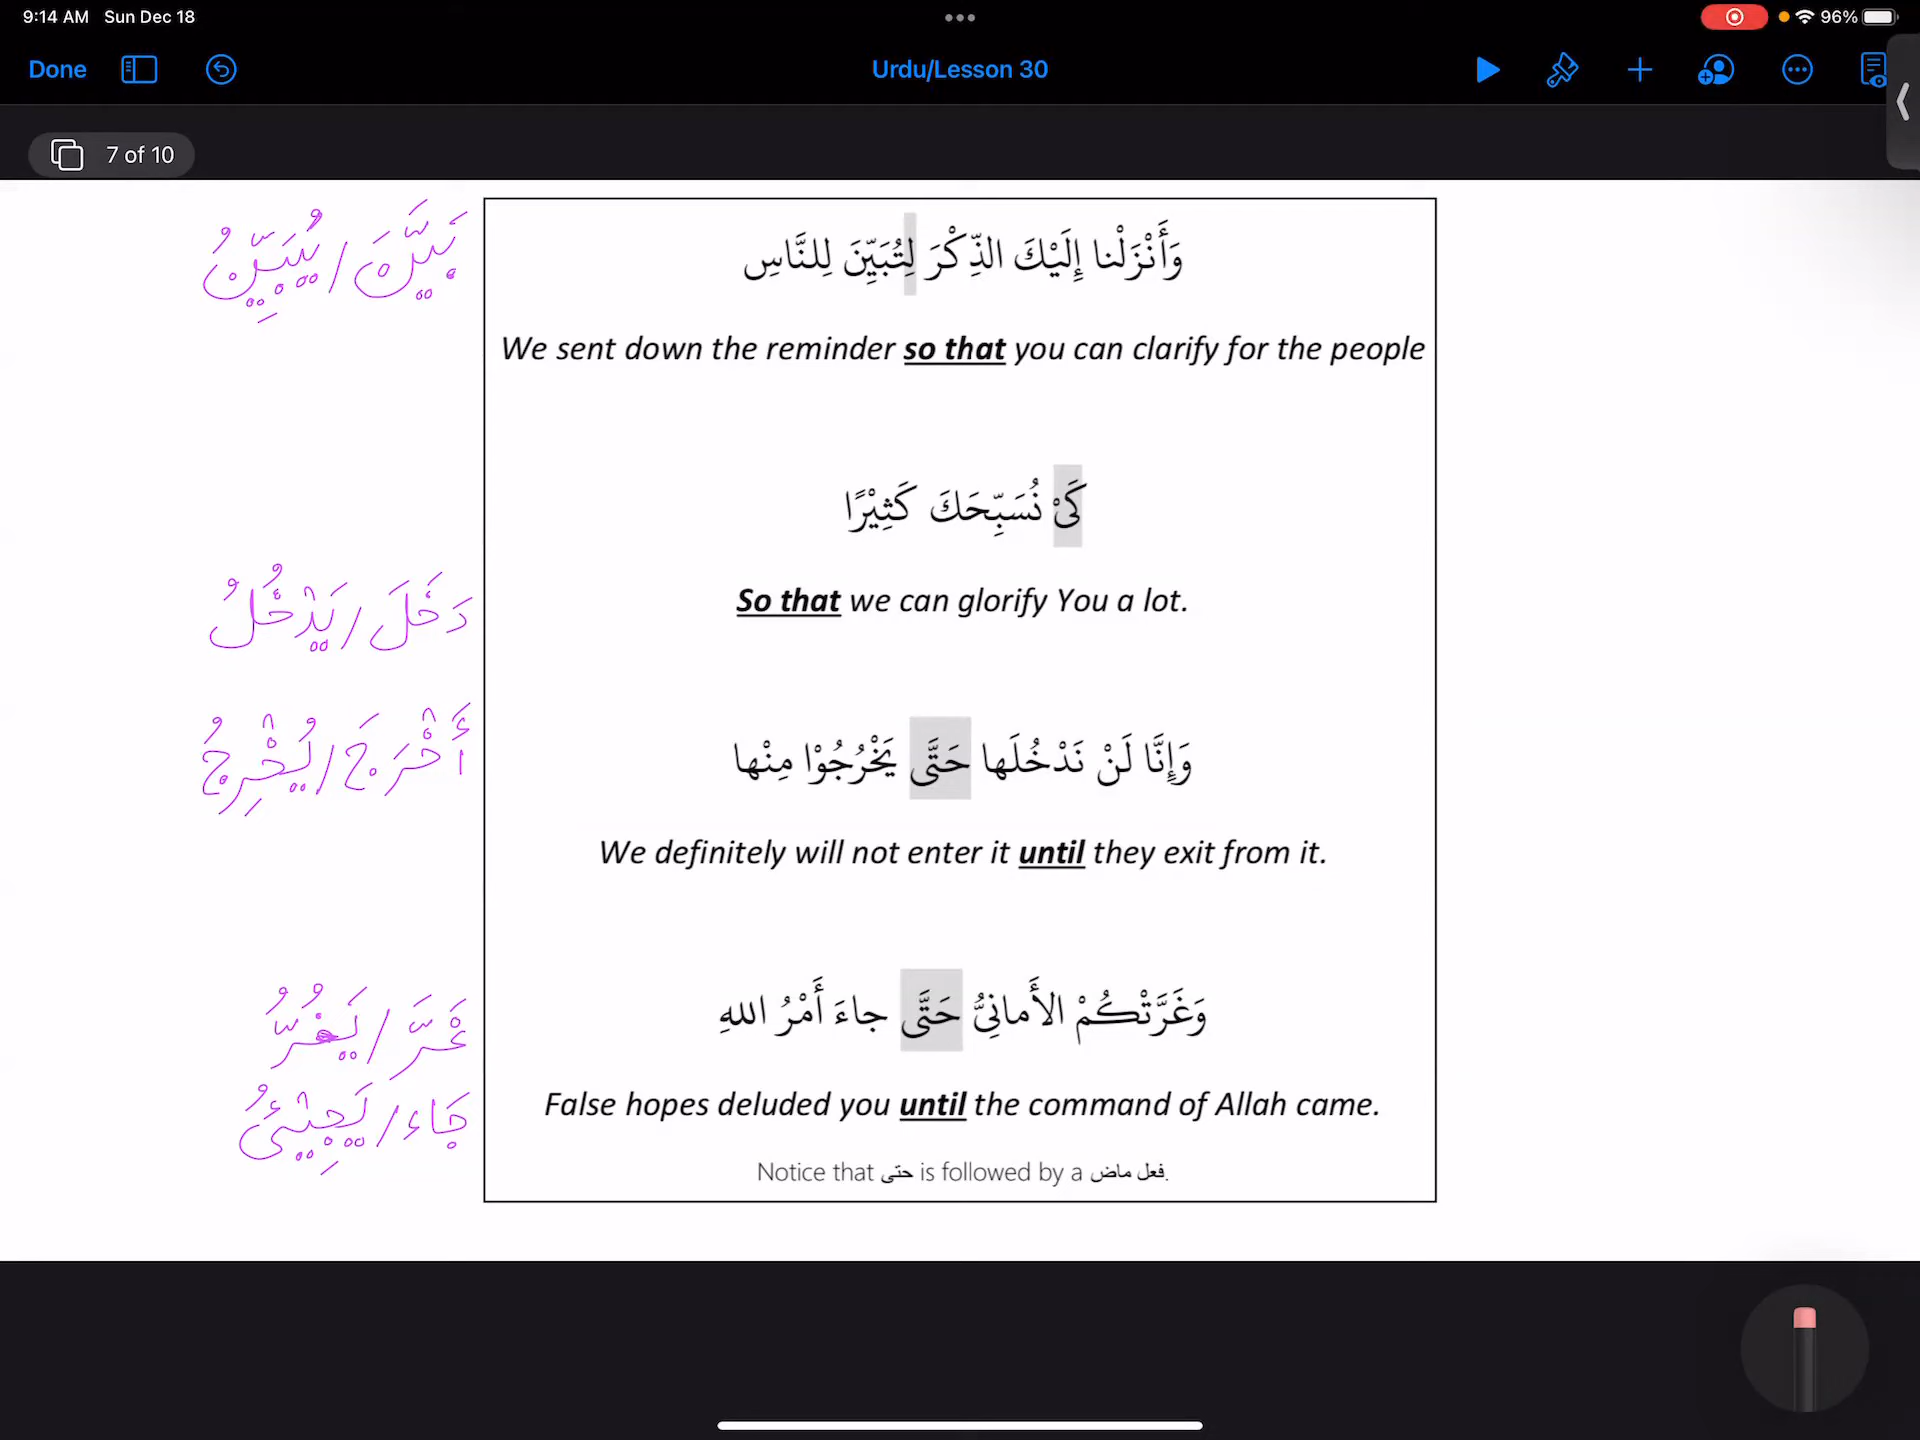 9:14 AM Sun Dec 18
96%
Done
Urdu/Lesson 30
7 of 10
وَأَنْزَلْنا إِلَيْكَ الذِّكْرَ لِتُبَيِّنَ لِلنَّاسِ
بَيَّنَ / يُبَيِّنُ
We sent down the reminder so that you can clarify for the people
كَىْ نُسَبِّحَكَ كَثِيْرًا
So that we can glorify You a lot.
دَخَلَ / يَدْخُلُ
وَإِنَّا لَنْ نَدْخُلَها حَتَّى يَخْرُجُوْا مِنْها
أَخْرَجَ / يُخْرِجُ
We definitely will not enter it until they exit from it.
وَغَرَّتْكُمْ الأَمانِيُّ حَتَّى جاءَ أَمْرُ اللهِ
غَرَّ / يَغُرُّ
False hopes deluded you until the command of Allah came.
جَاء / يَجِيْئُ
Notice that حتى is followed by a فعل ماض.